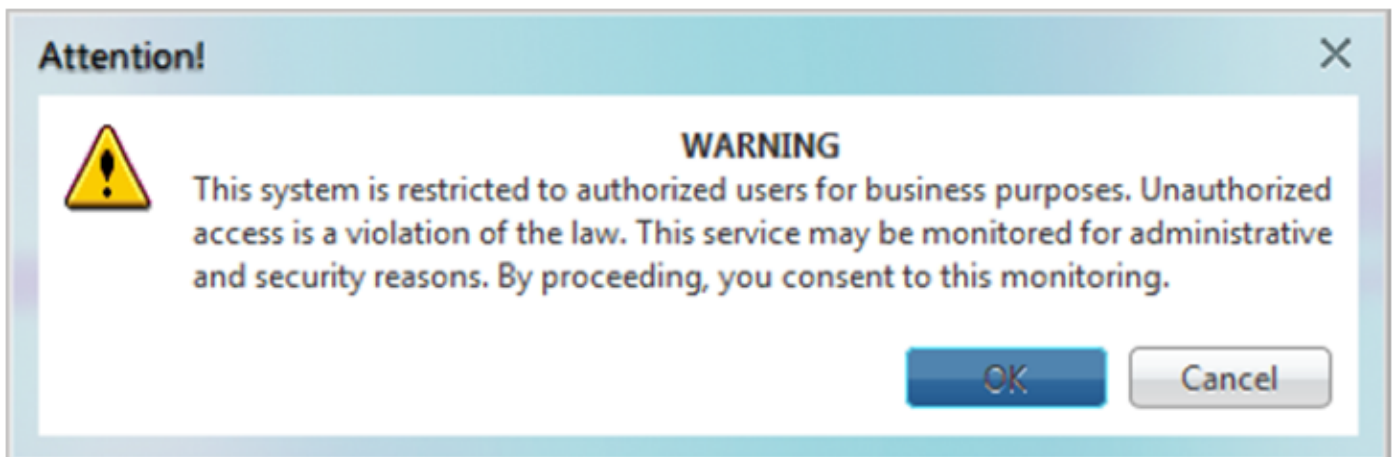 Attention!
WARNING
This system is restricted to authorized users for business purposes. Unauthorized
access is a violation of the law. This service may be monitored for administrative
and security reasons. By proceeding, you consent to this monitoring.
OK Cancel